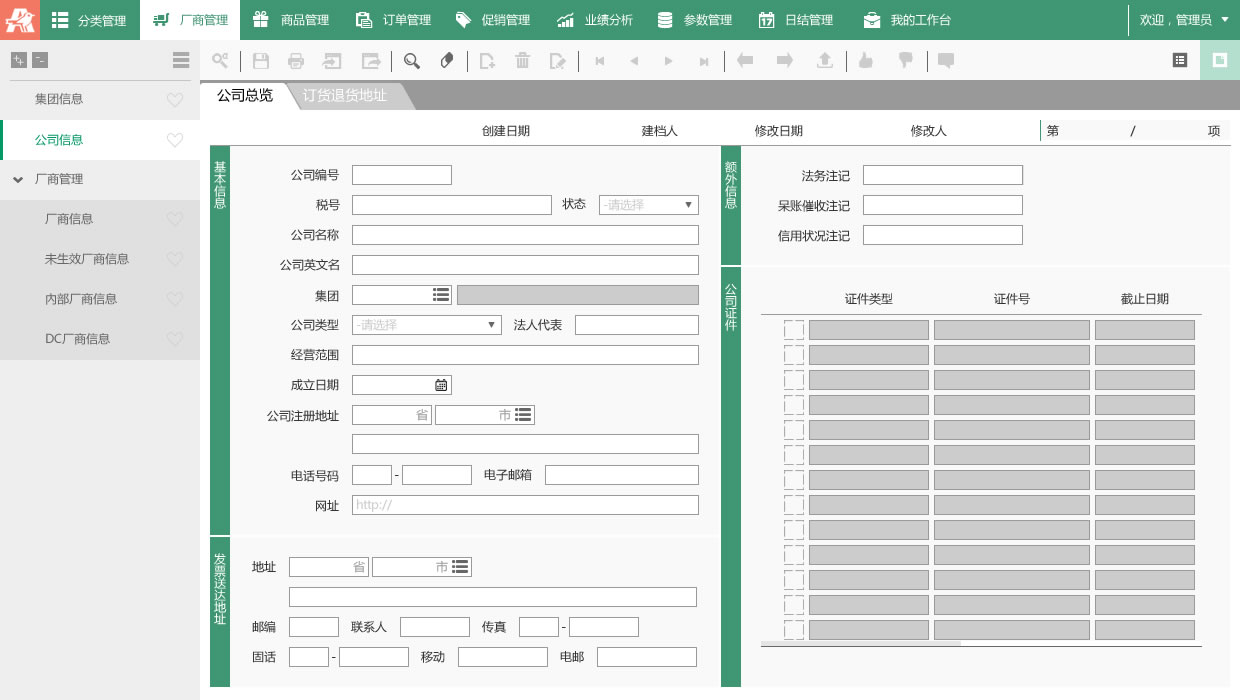 分类管理 厂商管理 商品管理 订单管理 促销管理 业绩分析 参数管理 日结管理 我的工作台 欢迎，管理员
集团信息
公司信息
厂商管理
厂商信息
未生效厂商信息
内部厂商信息
DC厂商信息
公司总览 订货退货地址
创建日期 建档人 修改日期 修改人 第 / 项
基本信息
公司编号
税号 状态 -请选择
公司名称
公司英文名
集团
公司类型 -请选择 法人代表
经营范围
成立日期
公司注册地址 省 市
电话号码 - 电子邮箱
网址 http://
发票送达地址
地址 省 市
邮编 联系人 传真 -
固话 - 移动 电邮
额外信息
法务注记
呆账催收注记
信用状况注记
公司证件
证件类型 证件号 截止日期